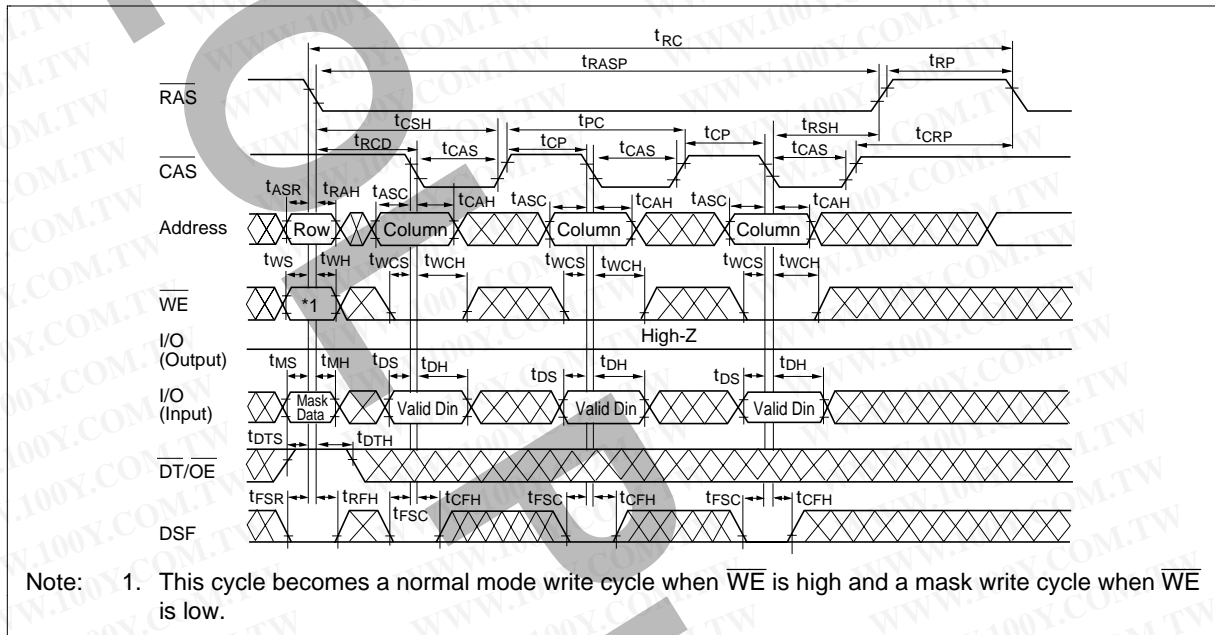 tRC
tRASP tRP
RAS
tCSH tPC tRSH
tRCD tCP tCP tCRP
CAS tCAS tCAS tCAS
tASR tRAH tASC tCAH tASC tCAH tASC tCAH
Address Row Column Column Column
tWS tWH tWCS tWCH tWCS tWCH tWCS tWCH
WE *1
I/O (Output) High-Z
tMS tMH tDS tDH tDS tDH tDS tDH
I/O (Input) Mask Data Valid Din Valid Din Valid Din
tDTS tDTH
DT/OE
tFSR tRFH tFSC tCFH tFSC tCFH tFSC tCFH
DSF
Note: 1. This cycle becomes a normal mode write cycle when WE is high and a mask write cycle when WE
is low.
WWW.100Y.COM.TW